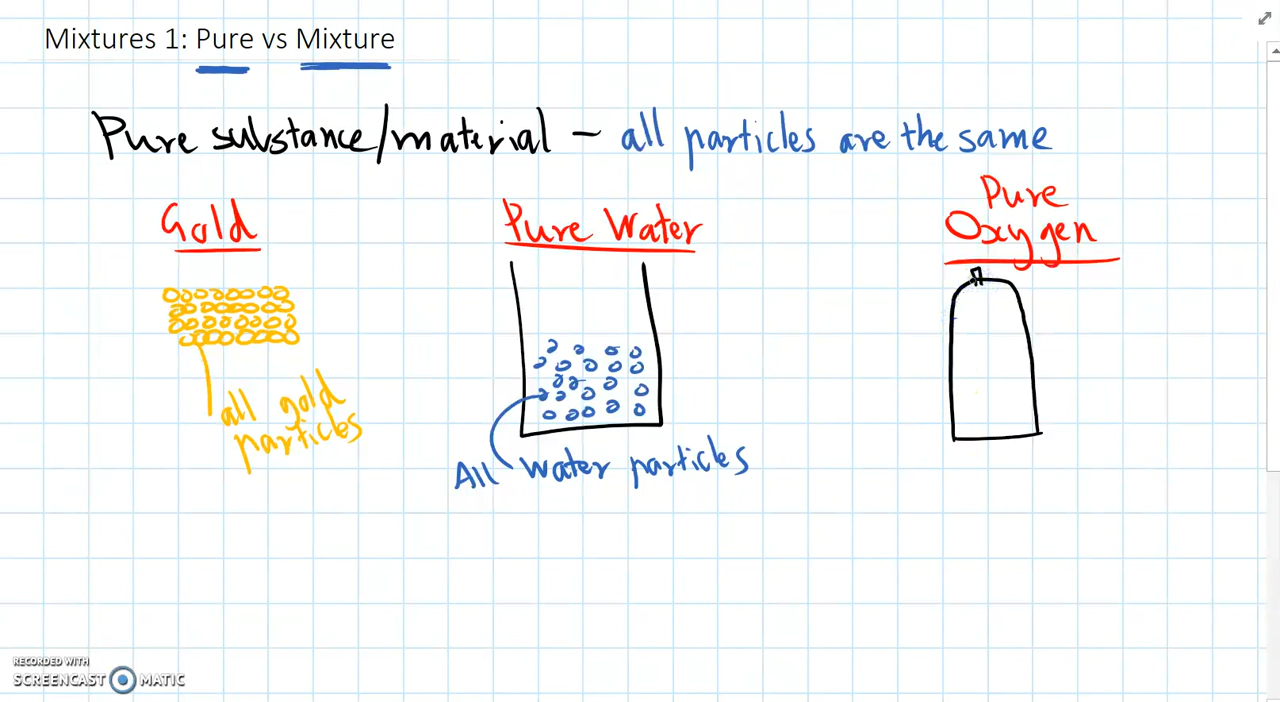 Mixtures 1: Pure vs Mixture
Pure substance/material - all particles are the same
Gold
Pure Water
Pure
Oxygen
all gold
particles
All water particles
RECORDED WITH
SCREENCAST MATIC